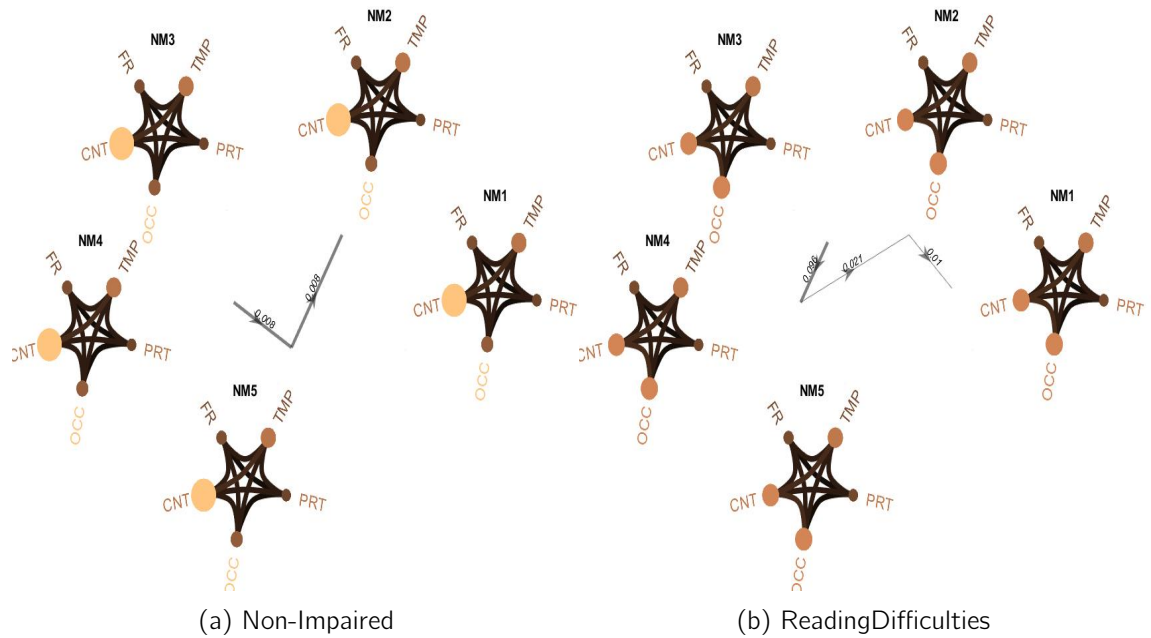 NM3
FR
TMP
CNT
PRT
OCC
NM2
FR
TMP
CNT
PRT
OCC
NM1
FR
TMP
CNT
PRT
OCC
NM4
FR
TMP
CNT
PRT
OCC
NM5
FR
TMP
CNT
PRT
OCC
0.008
0.008
(a) Non-Impaired
NM3
FR
TMP
CNT
PRT
OCC
NM2
FR
TMP
CNT
PRT
OCC
NM1
FR
TMP
CNT
PRT
OCC
NM4
FR
TMP
CNT
PRT
OCC
NM5
FR
TMP
CNT
PRT
OCC
0.096
0.021
0.01
(b) ReadingDifficulties